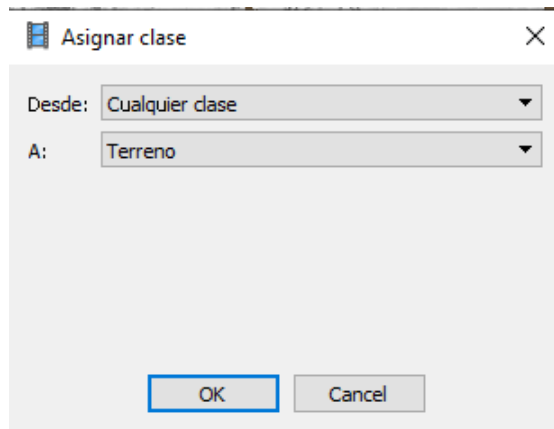 Asignar clase
Desde: Cualquier clase
A: Terreno
OK Cancel